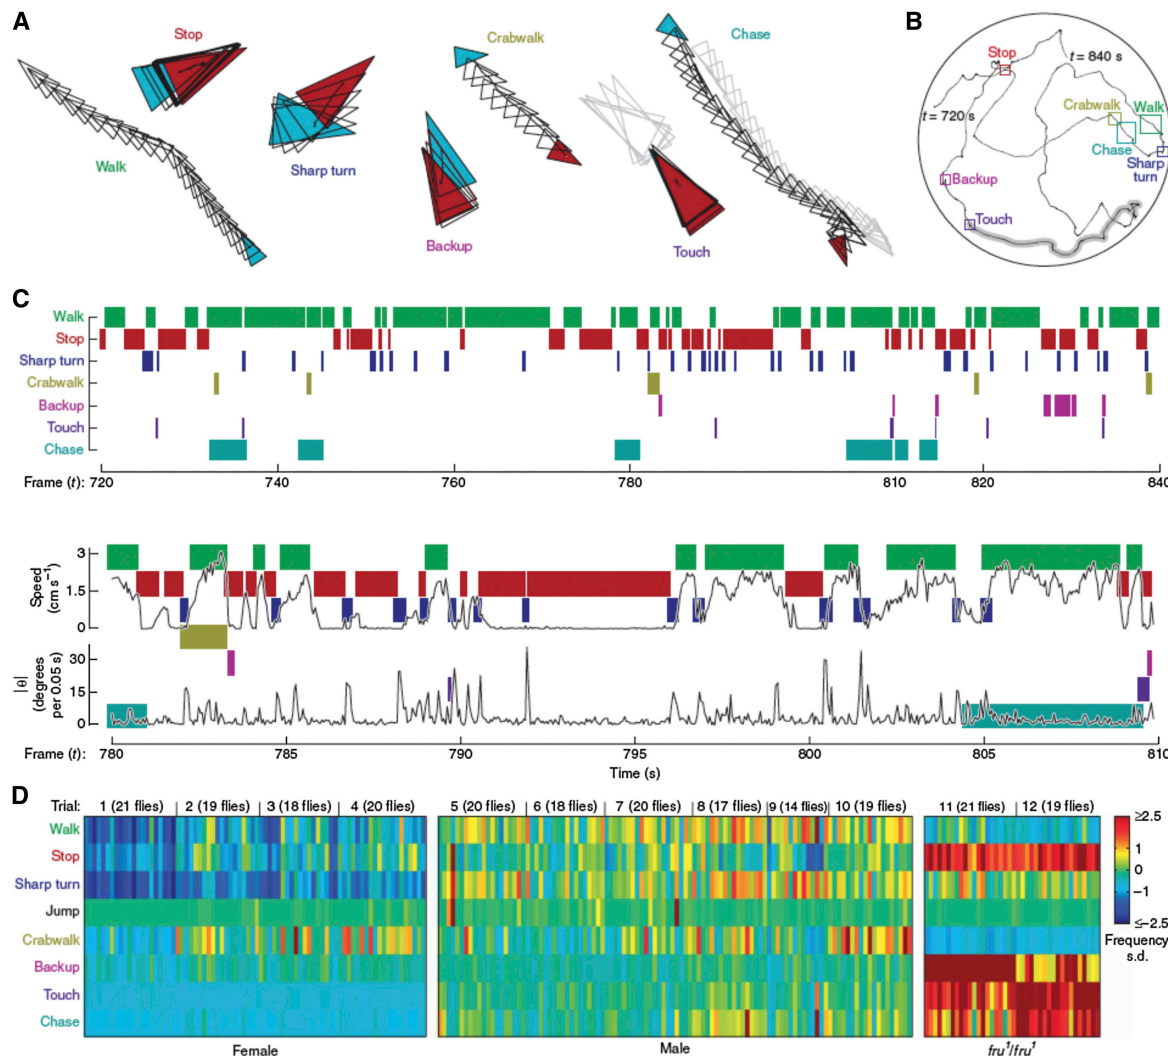 A
Stop
Crabwalk
Chase
Walk
Sharp turn
Backup
Touch
B
Stop
t = 840 s
Crabwalk
Walk
t = 720 s
Chase
Sharp
turn
Backup
Touch
C
Walk
Stop
Sharp turn
Crabwalk
Backup
Touch
Chase
Frame (t): 720 740 760 780 810 820 840
Speed
(cm s⁻¹)
3
1.5
0
|θ|
(degrees
per 0.05 s)
30
15
0
Frame (t): 780 785 790 795 800 805 810
Time (s)
D
Trial: 1 (21 flies) 2 (19 flies) 3 (18 flies) 4 (20 flies) 5 (20 flies) 6 (18 flies) 7 (20 flies) 8 (17 flies) 9 (14 flies) 10 (19 flies) 11 (21 flies) 12 (19 flies)
Walk
Stop
Sharp turn
Jump
Crabwalk
Backup
Touch
Chase
≥2.5
1
0
−1
≤−2.5
Frequency
s.d.
Female Male fru¹/fru¹